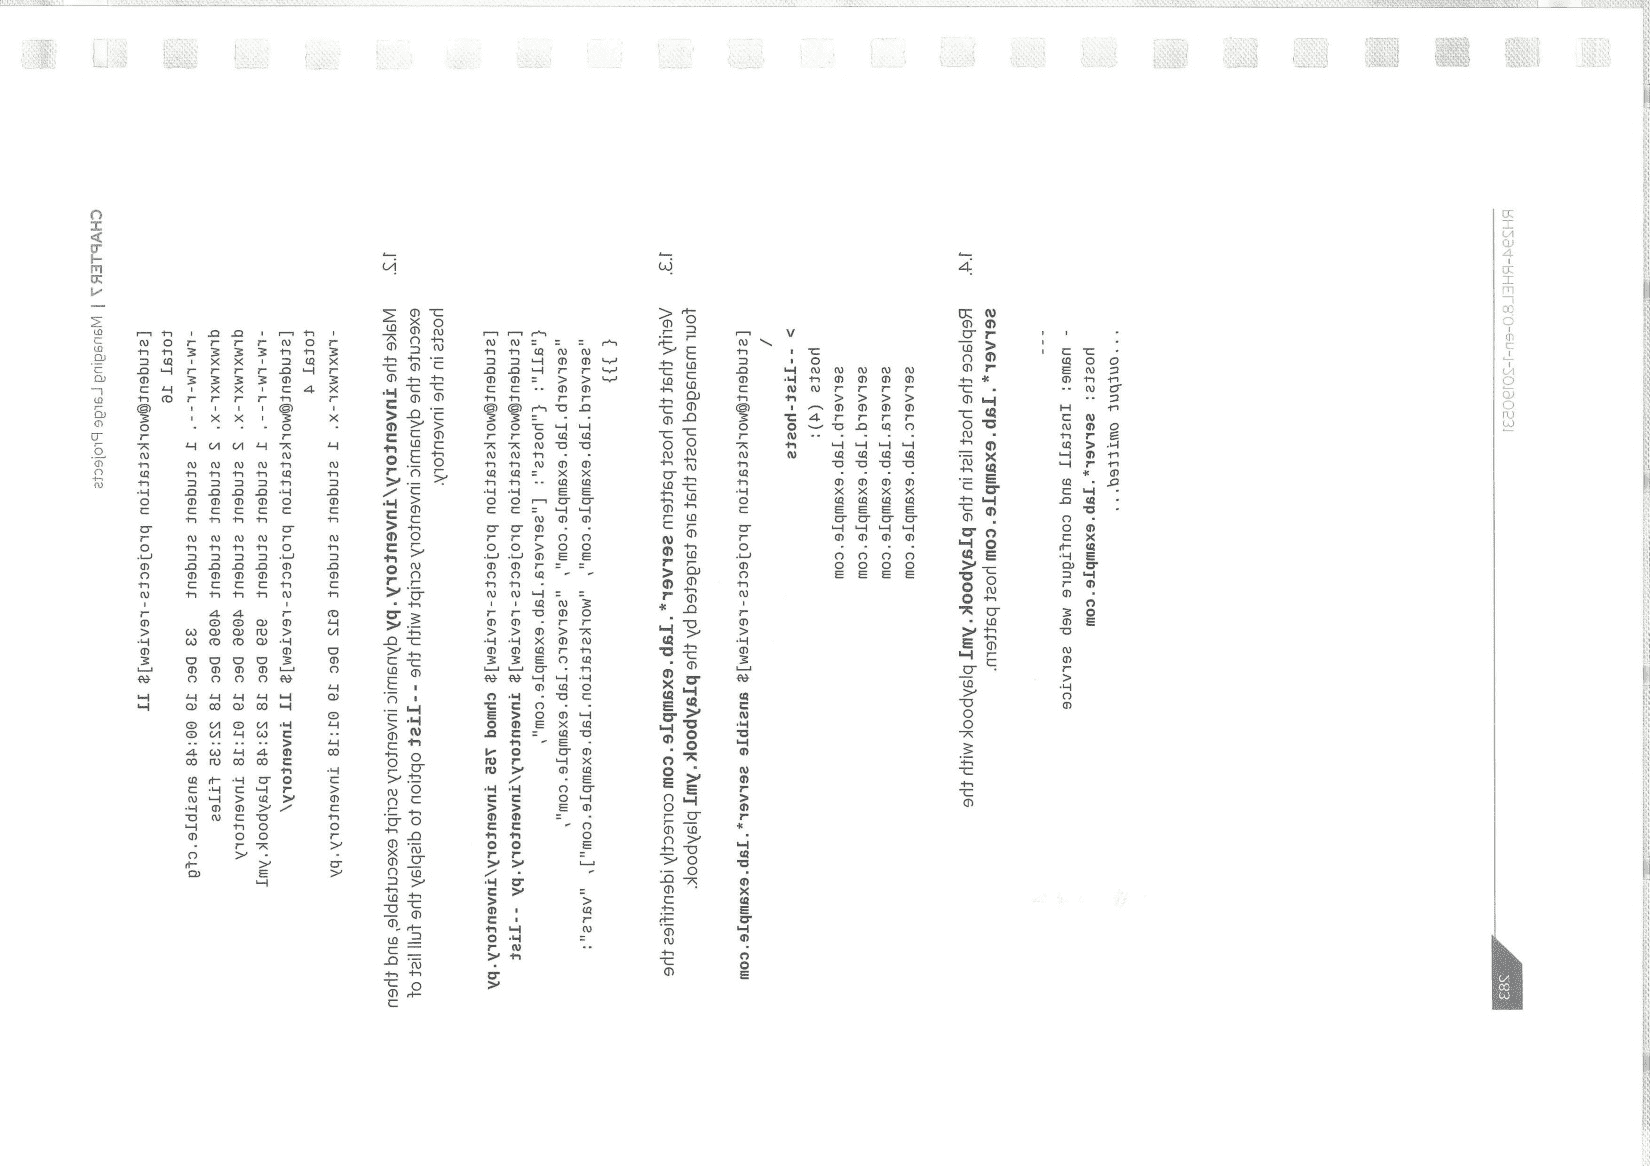 CHAPTER 7 | Managing Large Projects
[student@workstation projects-review]$ ll
total 16
-rw-rw-r--. 1 student student   33 Dec 19 00:48 ansible.cfg
drwxrwxr-x. 2 student student 4096 Dec 18 22:35 files
drwxrwxr-x. 2 student student 4096 Dec 19 01:18 inventory
-rw-rw-r--. 1 student student  959 Dec 18 23:48 playbook.yml
[student@workstation projects-review]$ ll inventory/
total 4
-rwxrwxr-x. 1 student student 612 Dec 19 01:18 inventory.py
1.2. Make the inventory/inventory.py dynamic inventory script executable, and then
execute the dynamic inventory script with the --list option to display the full list of
hosts in the inventory.
[student@workstation projects-review]$ chmod 755 inventory/inventory.py
[student@workstation projects-review]$ inventory/inventory.py --list
{"all": {"hosts": ["servera.lab.example.com",
"serverb.lab.example.com", "serverc.lab.example.com",
"serverd.lab.example.com", "workstation.lab.example.com"], "vars":
{ }}}
1.3. Verify that the host pattern server*.lab.example.com correctly identifies the
four managed hosts that are targeted by the playbook.yml playbook.
[student@workstation projects-review]$ ansible server*.lab.example.com
\
> --list-hosts
hosts (4):
serverb.lab.example.com
serverd.lab.example.com
servera.lab.example.com
serverc.lab.example.com
1.4. Replace the host list in the playbook.yml playbook with the
server*.lab.example.com host pattern.
---
- name: Install and configure web service
hosts: server*.lab.example.com
...output omitted...
RH294-RHEL8.0-en-1-20190531
283